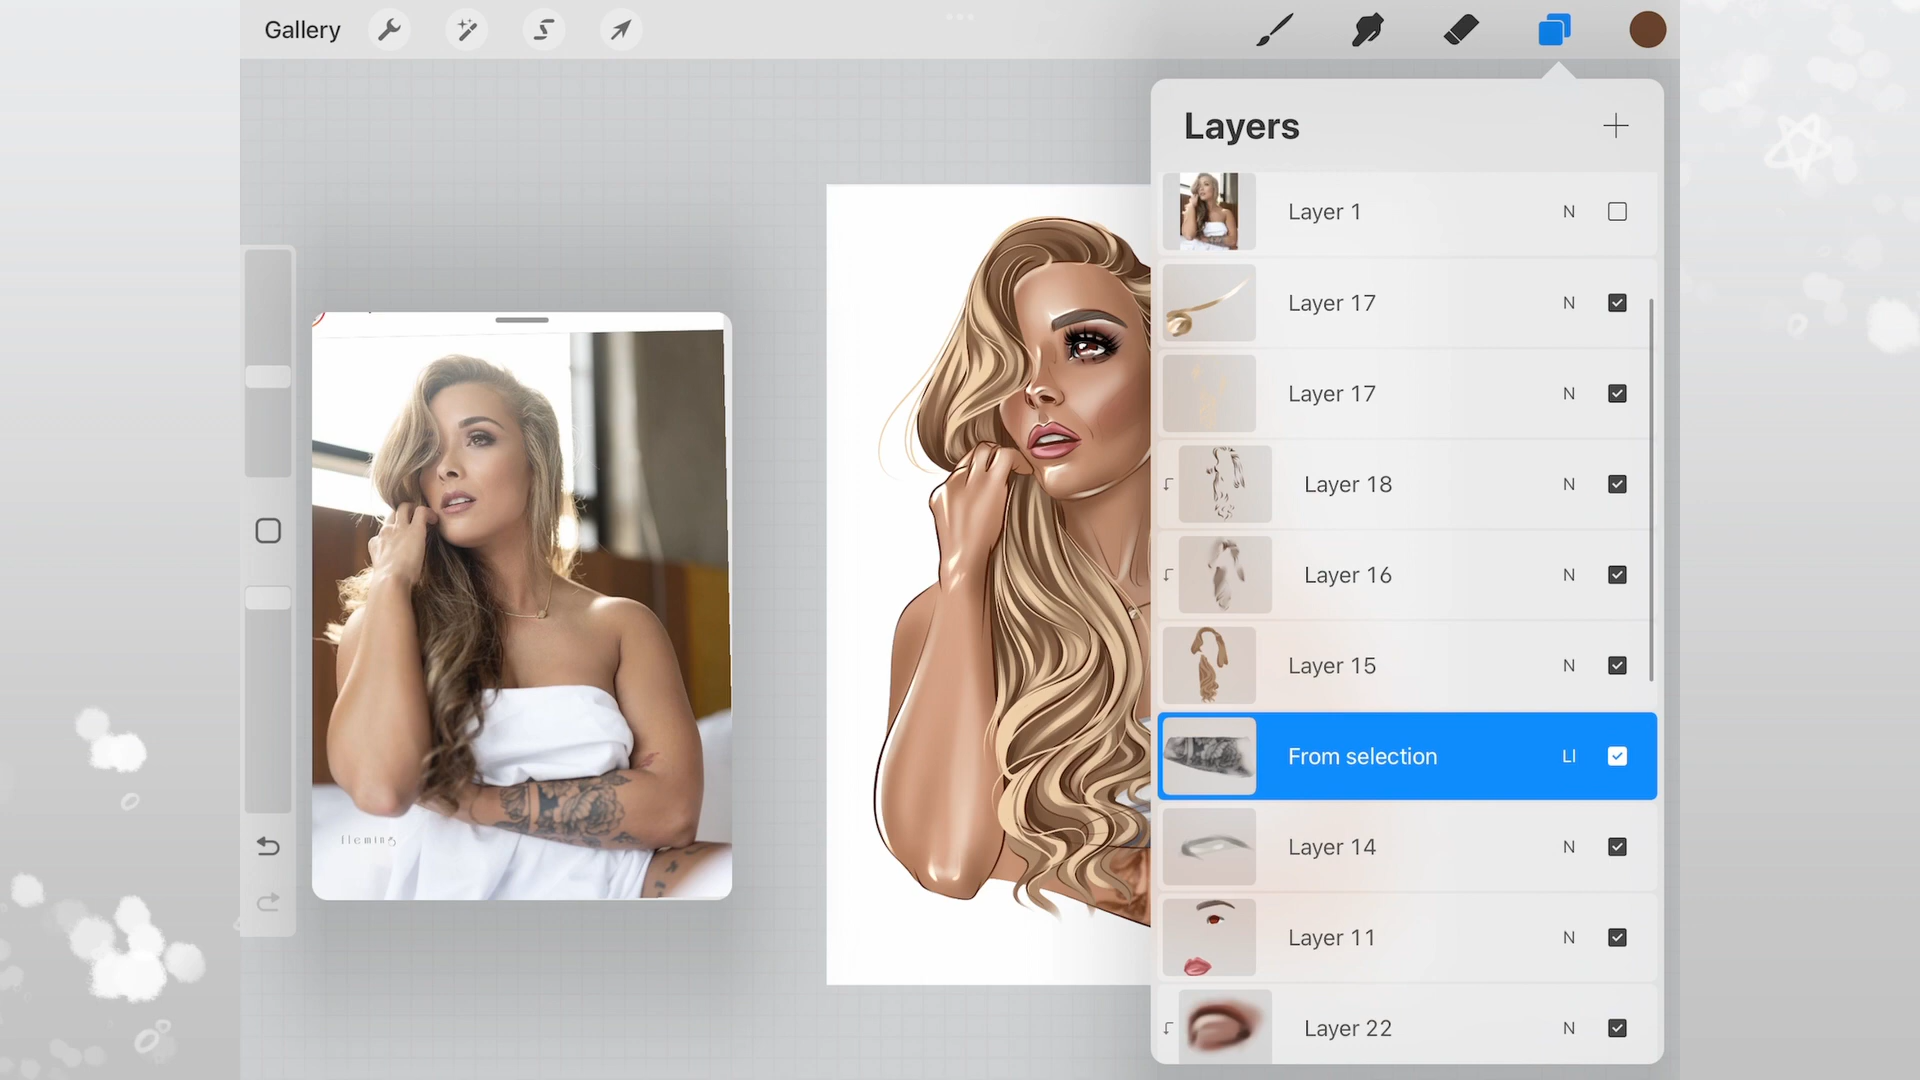 Gallery
Layers
Layer 1 N
Layer 17 N
Layer 17 N
Layer 18 N
Layer 16 N
Layer 15 N
From selection LI
Layer 14 N
Layer 11 N
Layer 22 N
fleming